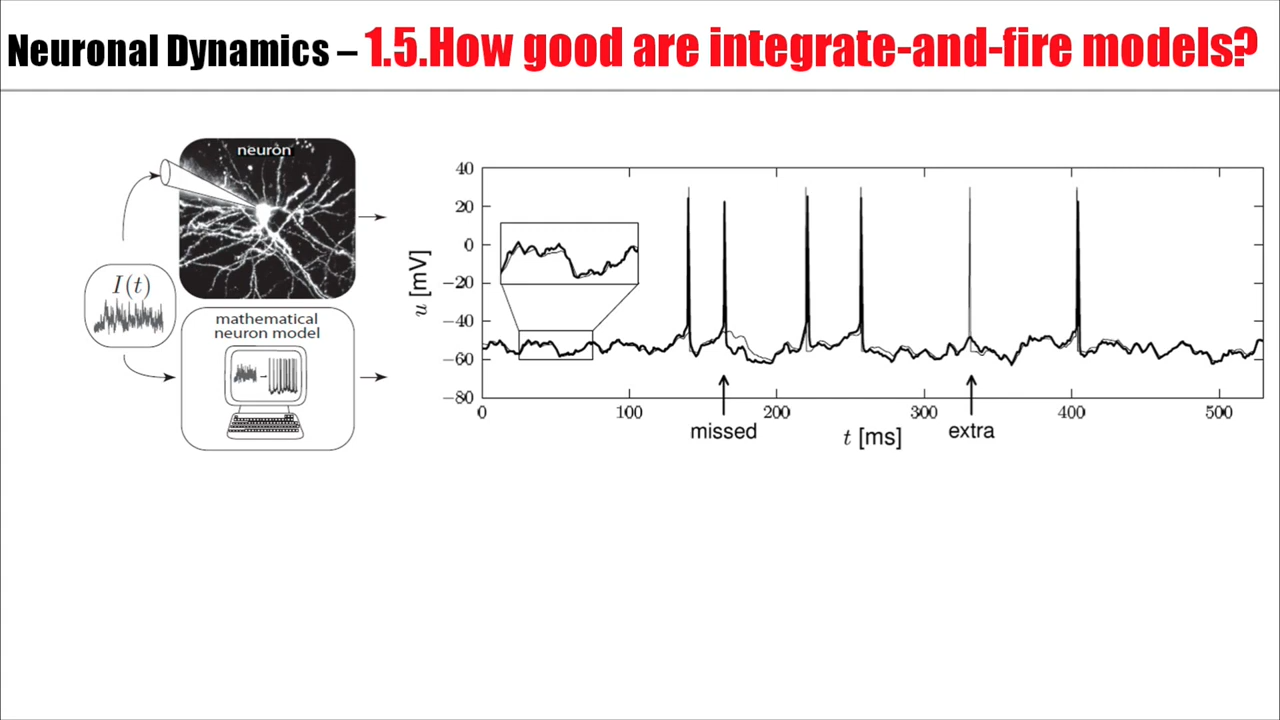 Neuronal Dynamics – 1.5.How good are integrate-and-fire models?
neuron
I(t)
mathematical
neuron model
u [mV]
40
20
0
−20
−40
−60
−80
0
100
200
300
400
500
missed
t [ms]
extra